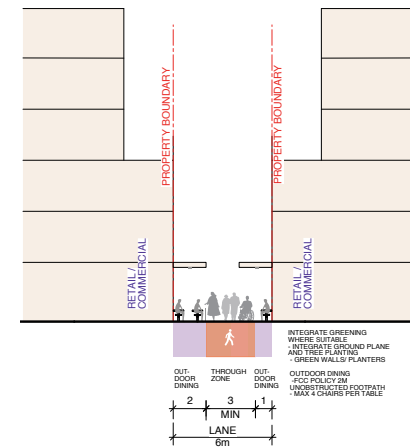 PROPERTY BOUNDARY
PROPERTY BOUNDARY
RETAIL /
COMMERCIAL
RETAIL /
COMMERCIAL
INTEGRATE GREENING
WHERE SUITABLE
- INTEGRATE GROUND PLANE
AND TREE PLANTING
- GREEN WALLS/ PLANTERS
OUTDOOR DINING
-FCC POLICY 2M
UNOBSTRUCTED FOOTPATH
- MAX 4 CHAIRS PER TABLE
OUT-
DOOR
DINING
THROUGH
ZONE
OUT-
DOOR
DINING
2
3
1
MIN
LANE
6m